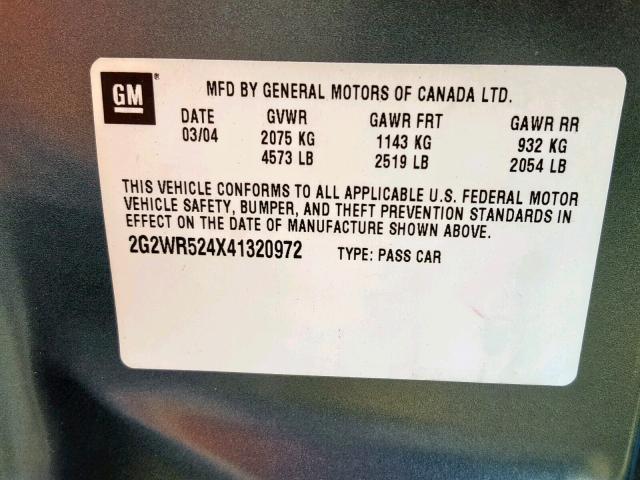 GM
MFD BY GENERAL MOTORS OF CANADA LTD.
DATE GVWR GAWR FRT GAWR RR
03/04 2075 KG 1143 KG 932 KG
4573 LB 2519 LB 2054 LB
THIS VEHICLE CONFORMS TO ALL APPLICABLE U.S. FEDERAL MOTOR
VEHICLE SAFETY, BUMPER, AND THEFT PREVENTION STANDARDS IN
EFFECT ON THE DATE OF MANUFACTURE SHOWN ABOVE.
2G2WR524X41320972 TYPE: PASS CAR